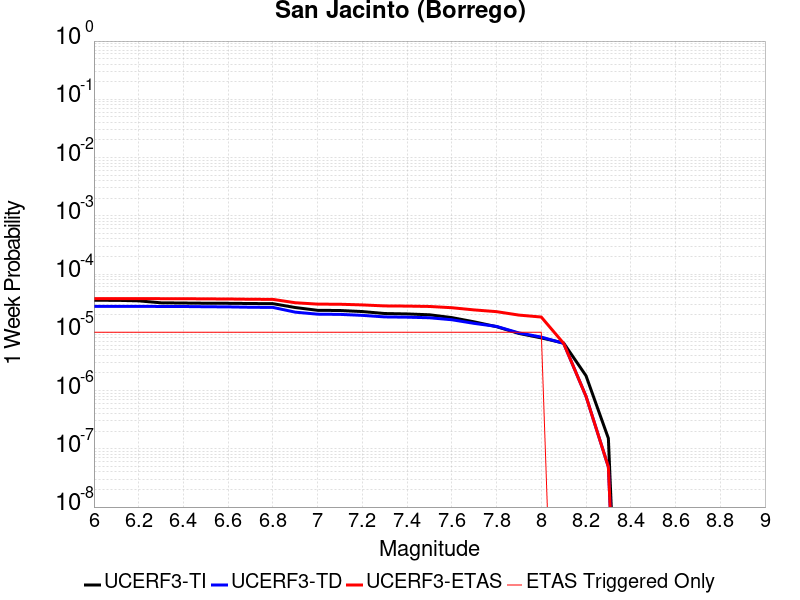 San Jacinto (Borrego)
10^0
10^-1
10^-2
10^-3
10^-4
10^-5
10^-6
10^-7
10^-8
1 Week Probability
6 6.2 6.4 6.6 6.8 7 7.2 7.4 7.6 7.8 8 8.2 8.4 8.6 8.8 9
Magnitude
UCERF3-TI UCERF3-TD UCERF3-ETAS ETAS Triggered Only